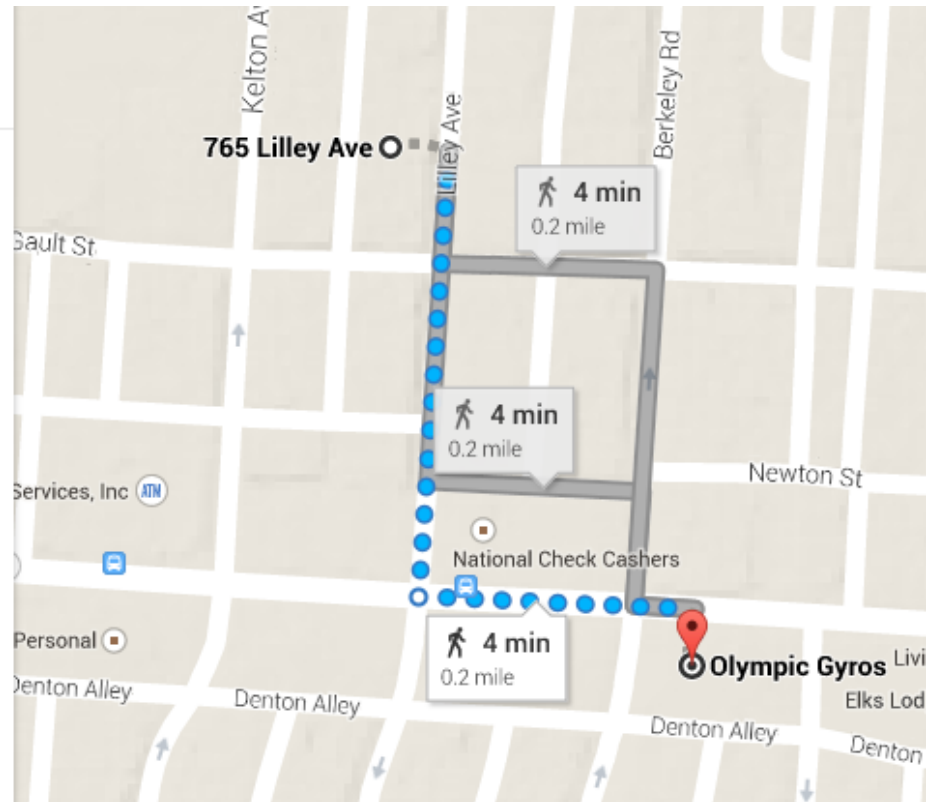 Kelton A
Lilley Ave
Berkeley Rd
765 Lilley Ave
4 min
0.2 mile
Gault St
4 min
0.2 mile
Newton St
Services, Inc
ATM
National Check Cashers
Personal
4 min
0.2 mile
Olympic Gyros
Livi
Elks Lod
Denton Alley
Denton Alley
Denton Alley
Denton